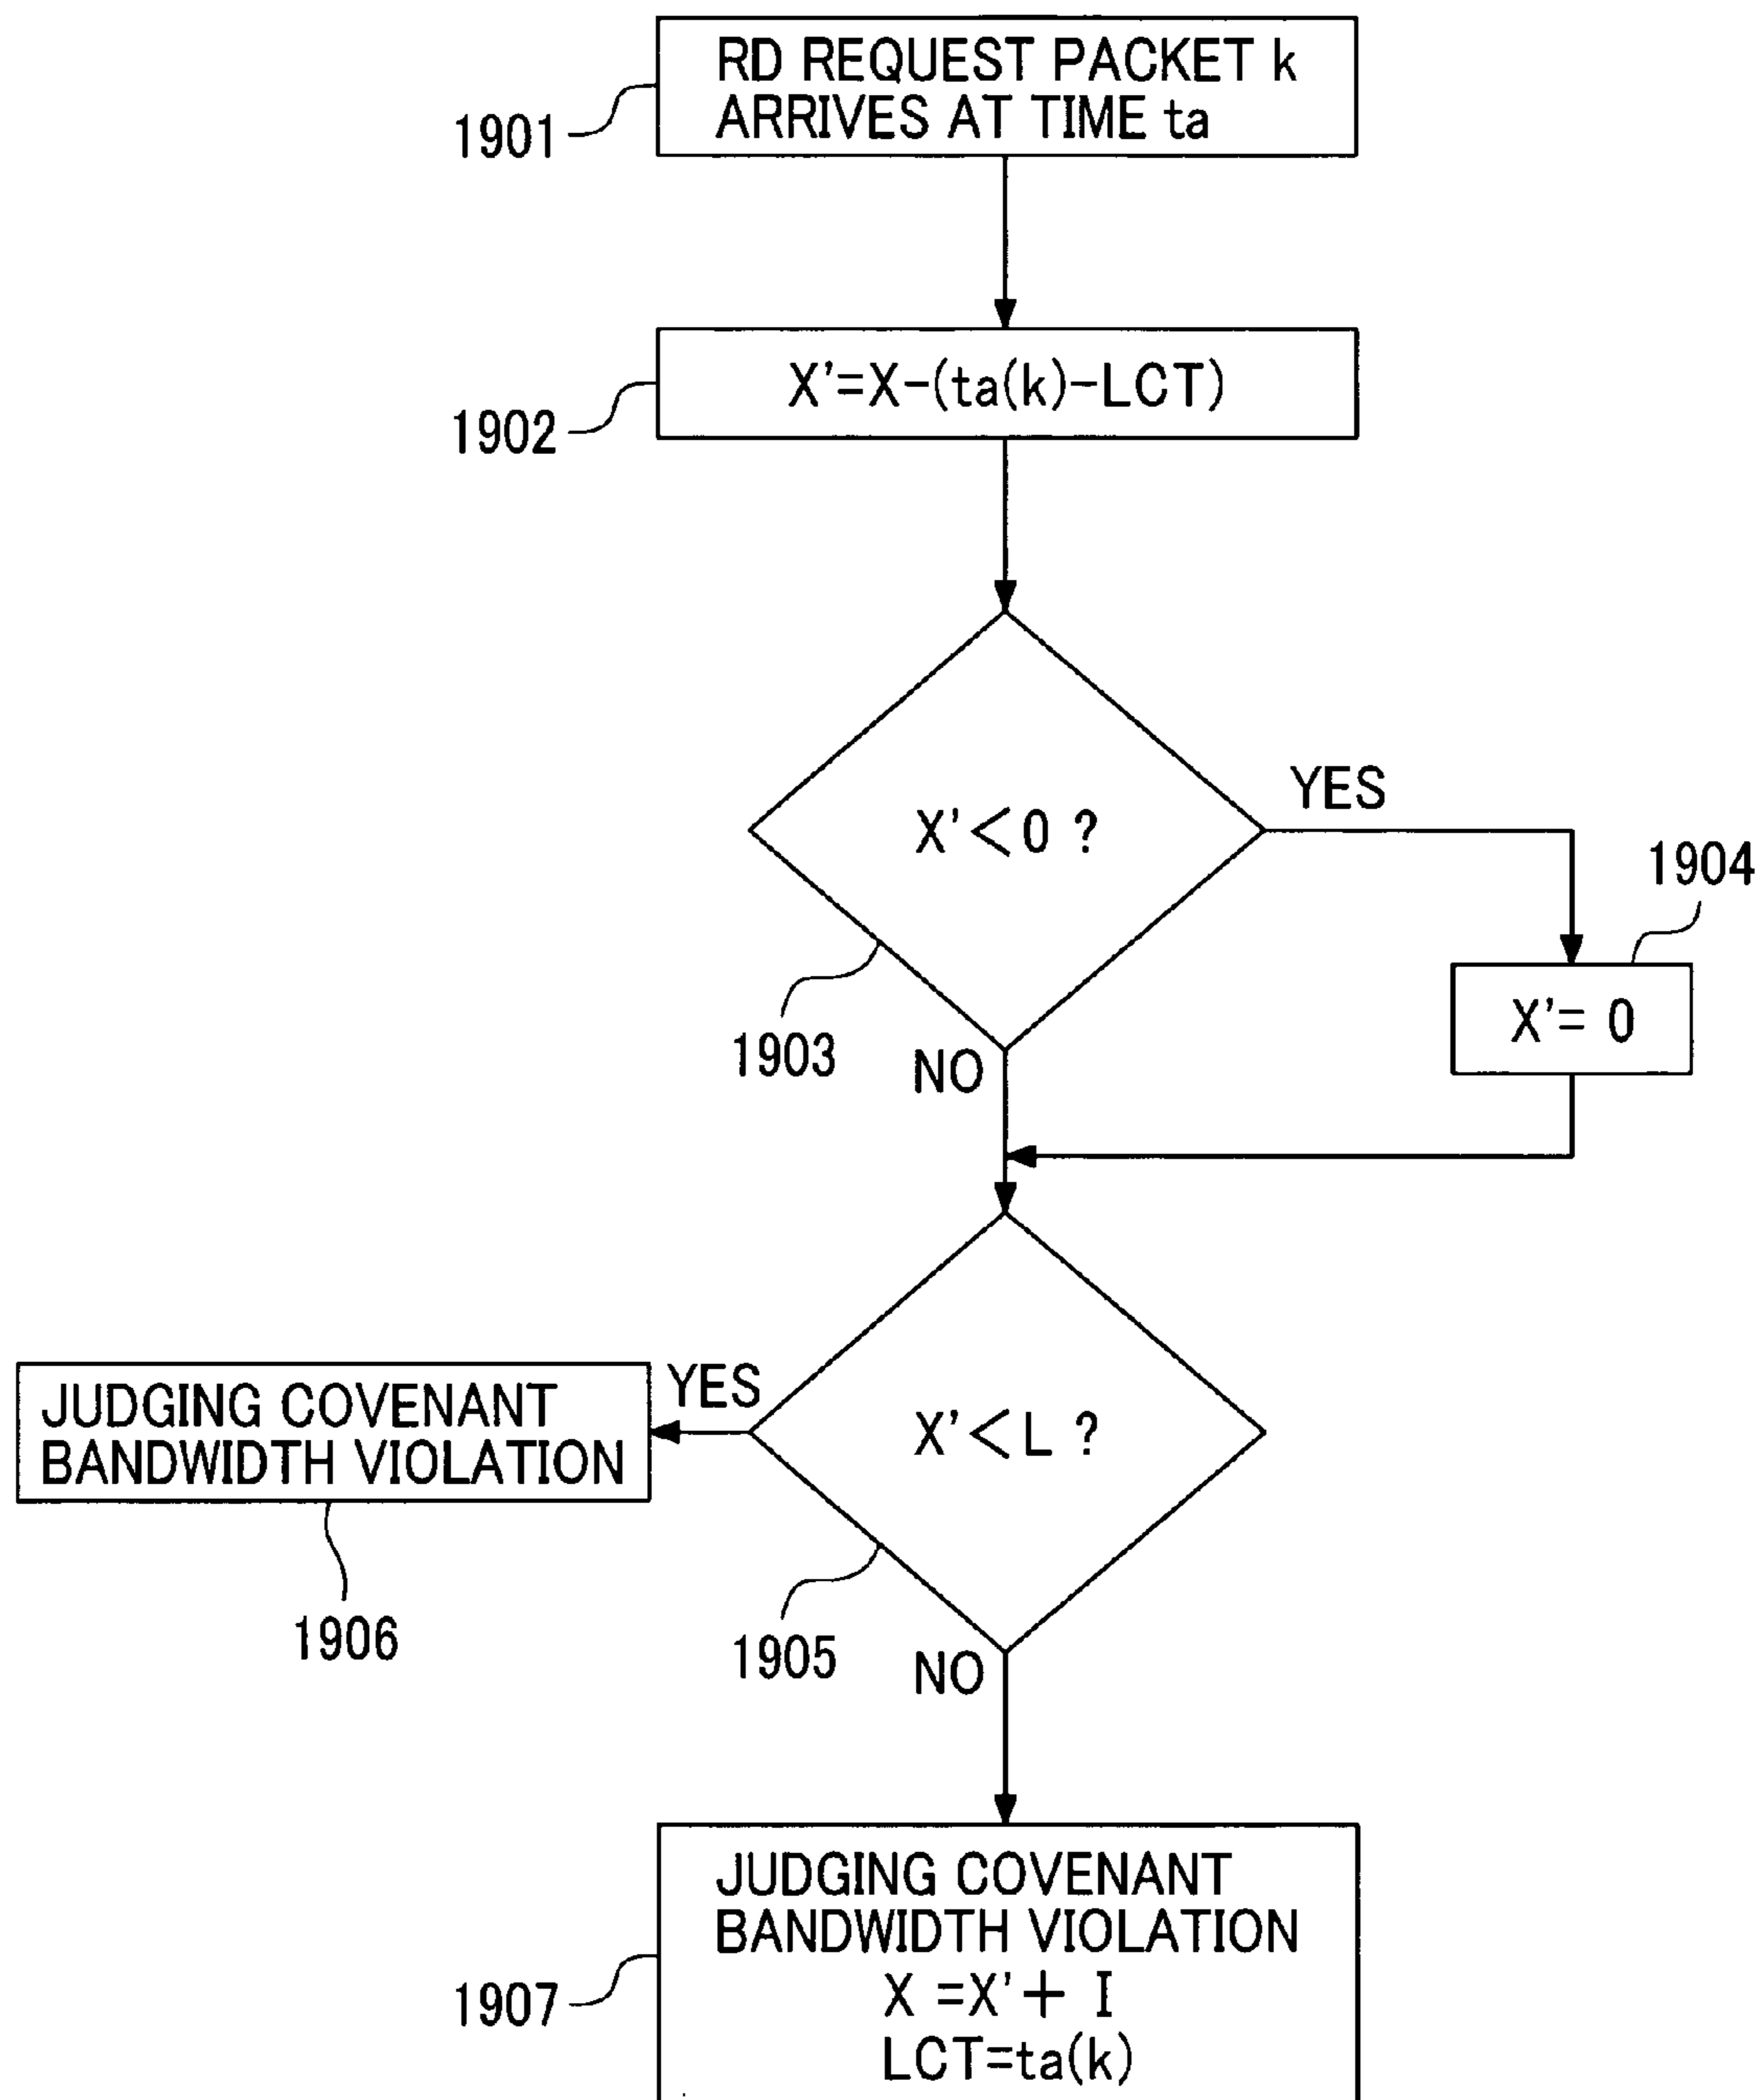 RD REQUEST PACKET k
ARRIVES AT TIME ta
1901
X'=X-(ta(k)-LCT)
1902
X'<0 ?
YES
1904
X'= 0
1903
NO
JUDGING COVENANT
BANDWIDTH VIOLATION
YES
X'<L ?
1906
1905
NO
JUDGING COVENANT
BANDWIDTH VIOLATION
X =X'+ I
LCT=ta(k)
1907